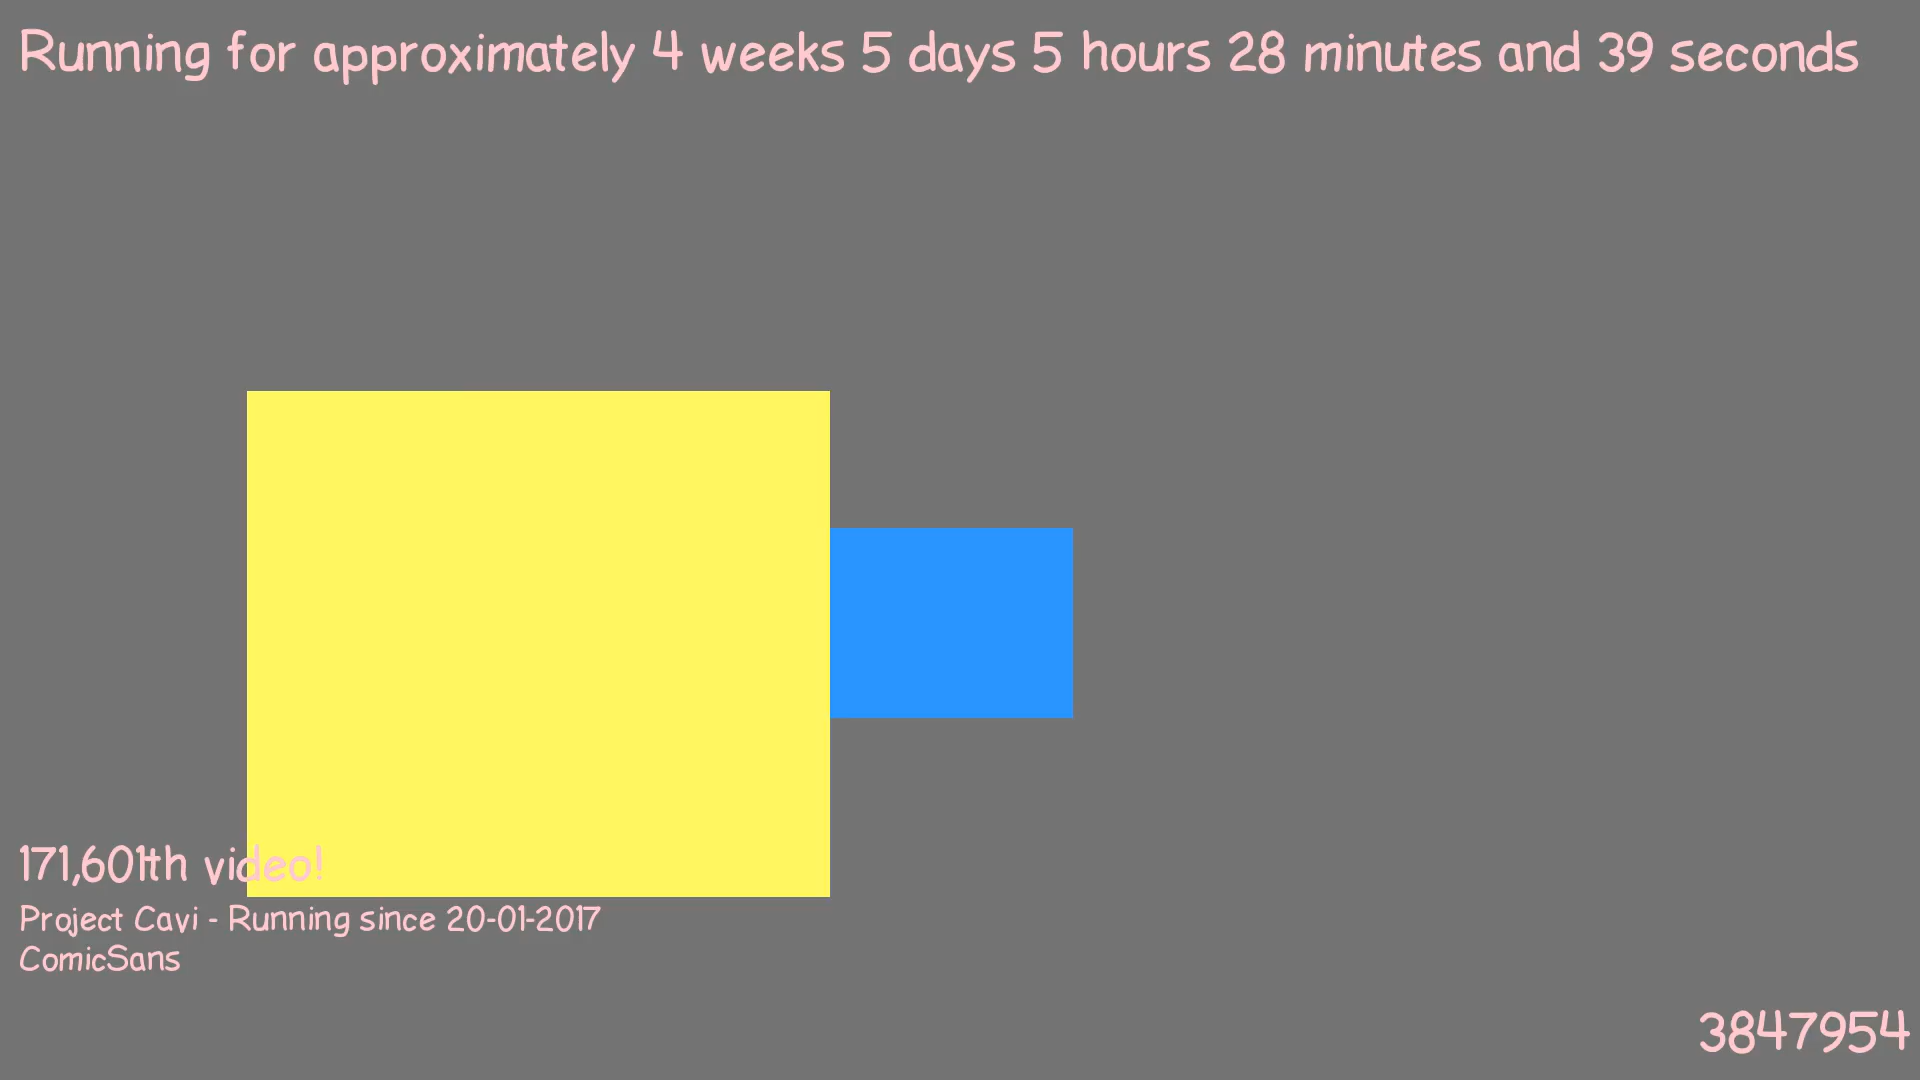 Running for approximately 4 weeks 5 days 5 hours 28 minutes and 39 seconds
171,601th video!
Project Cavi - Running since 20-01-2017
ComicSans
3847954